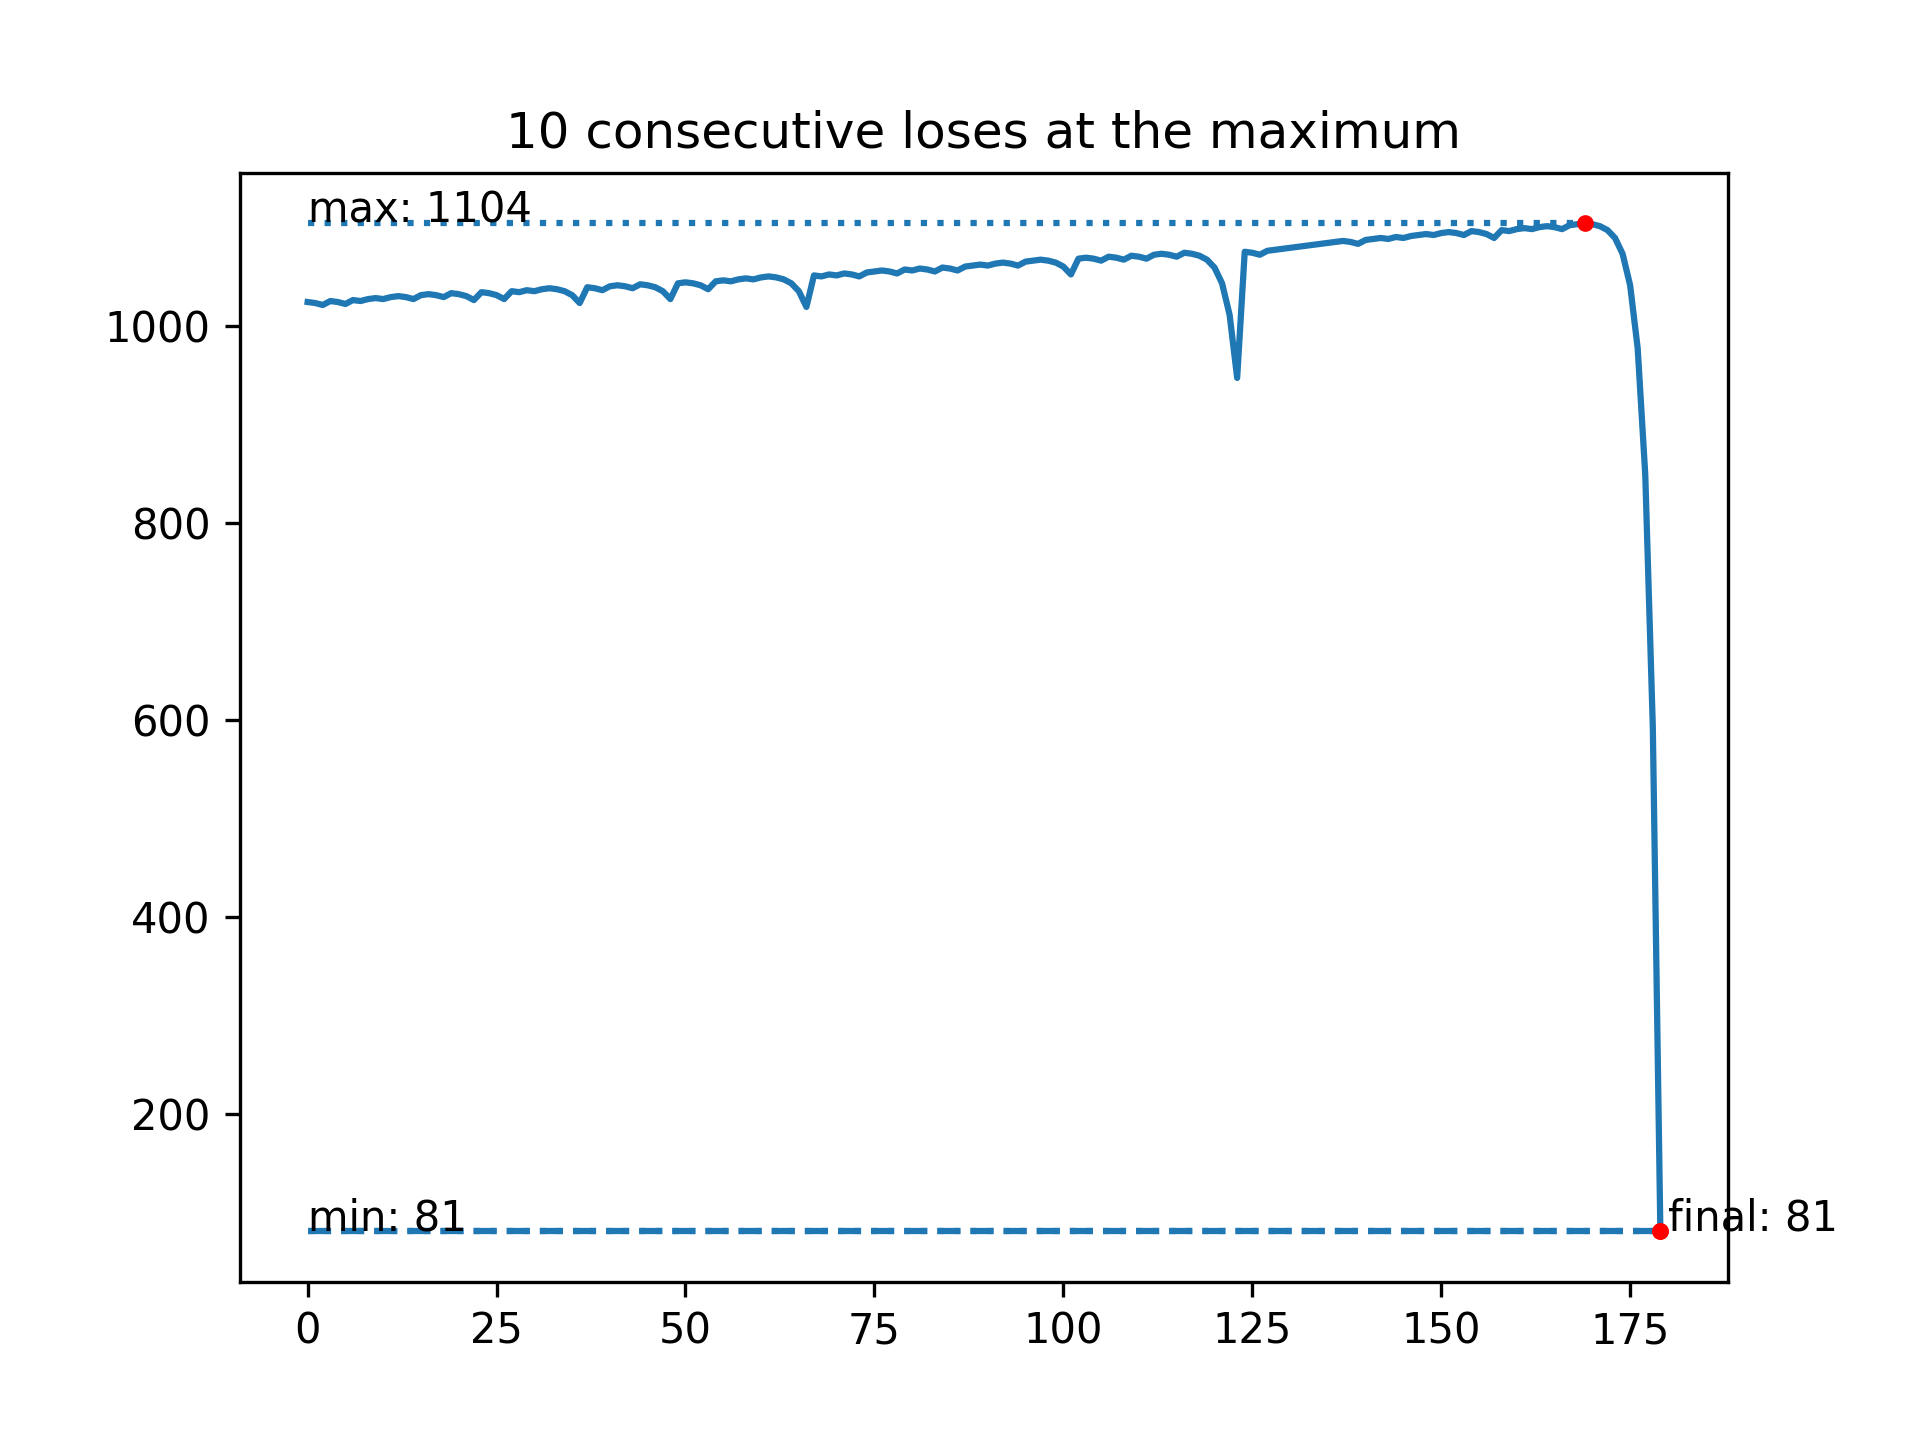 10 consecutive loses at the maximum
max: 1104
1000
800
600
400
200
min: 81
final: 81
0 25 50 75 100 125 150 175